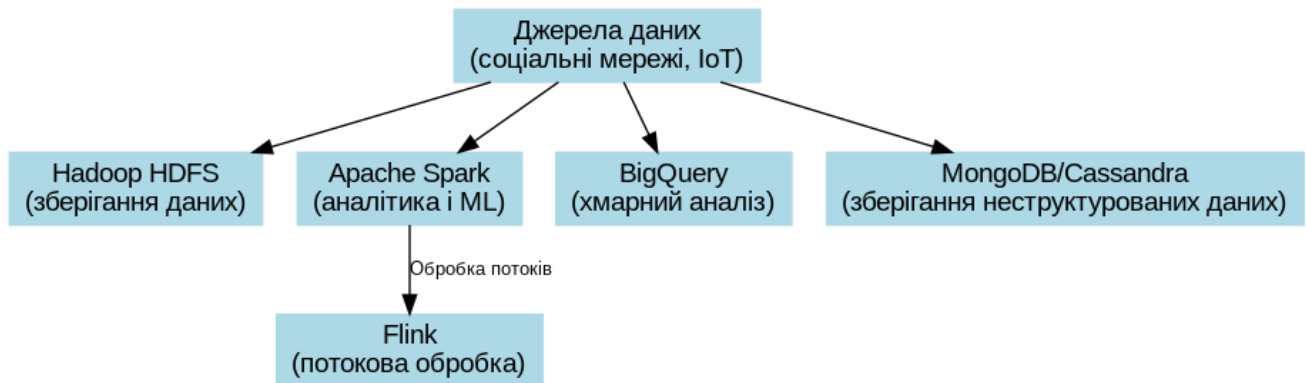 Джерела даних
(соціальні мережі, IoT)
Hadoop HDFS
(зберігання даних)
Apache Spark
(аналітика і ML)
BigQuery
(хмарний аналіз)
MongoDB/Cassandra
(зберігання неструктурованих даних)
Обробка потоків
Flink
(потокова обробка)